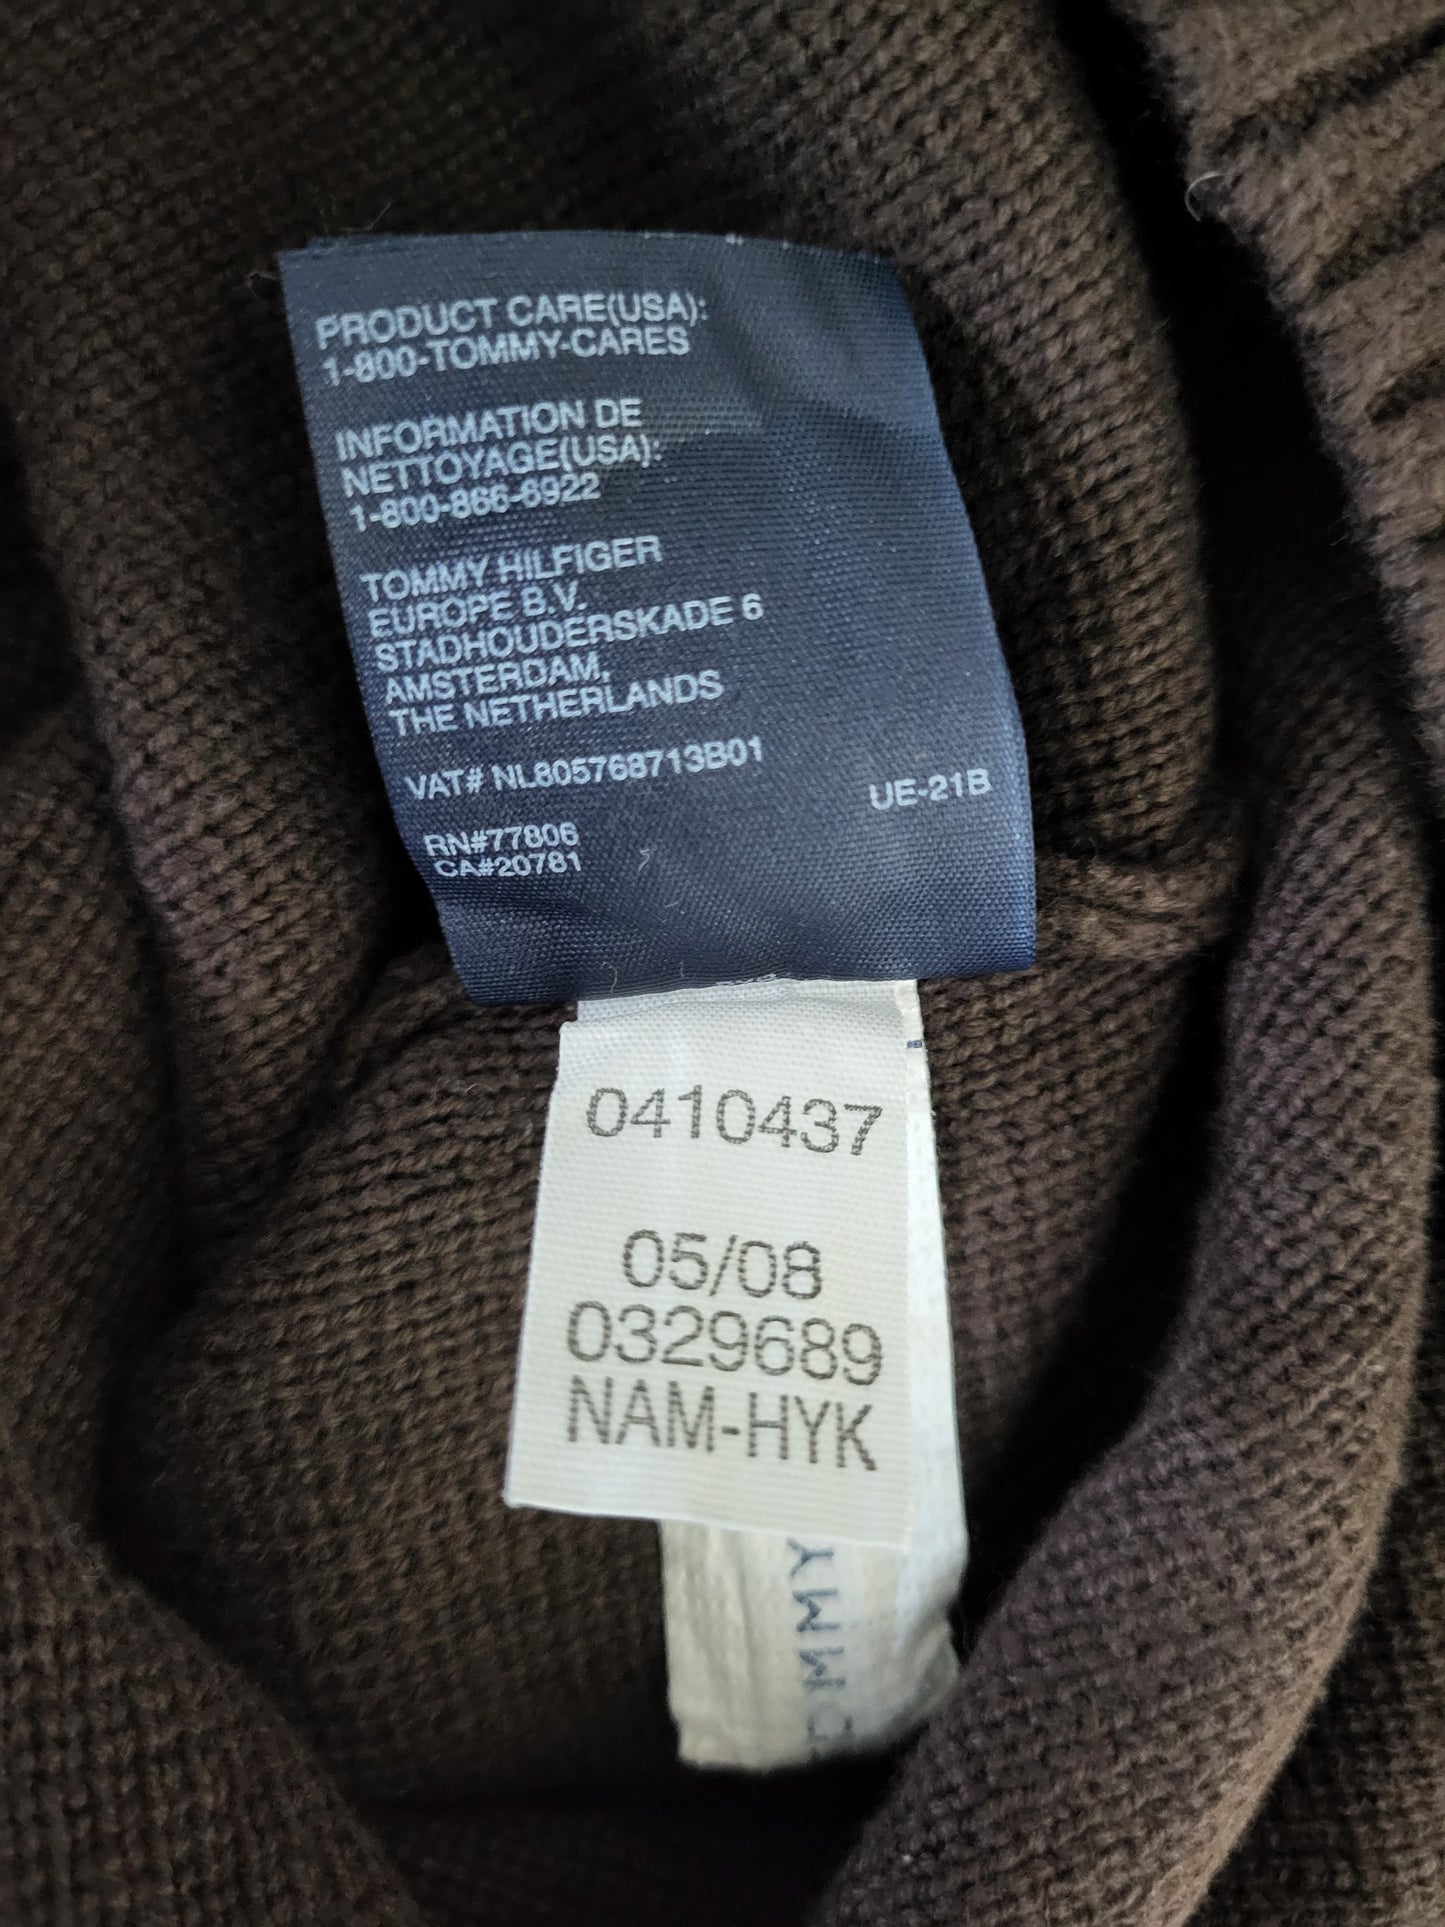 PRODUCT CARE(USA):
1-800-TOMMY-CARES
INFORMATION DE
NETTOYAGE(USA):
1-800-866-6922
TOMMY HILFIGER
EUROPE B.V.
STADHOUDERSKADE 6
AMSTERDAM,
THE NETHERLANDS
VAT# NL805768713B01
UE-21B
RN#77806
CA#20781
0410437
05/08
0329689
NAM-HYK
TOMMY